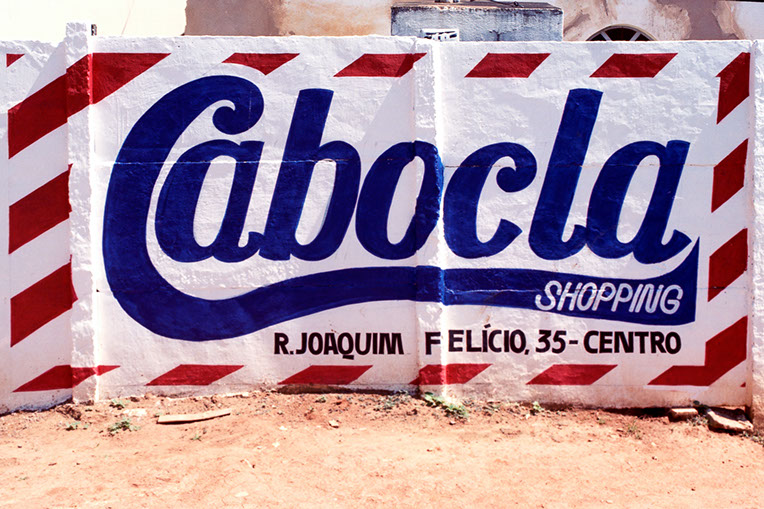 Cabocla
SHOPPING
R. JOAQUIM FELÍCIO, 35 - CENTRO